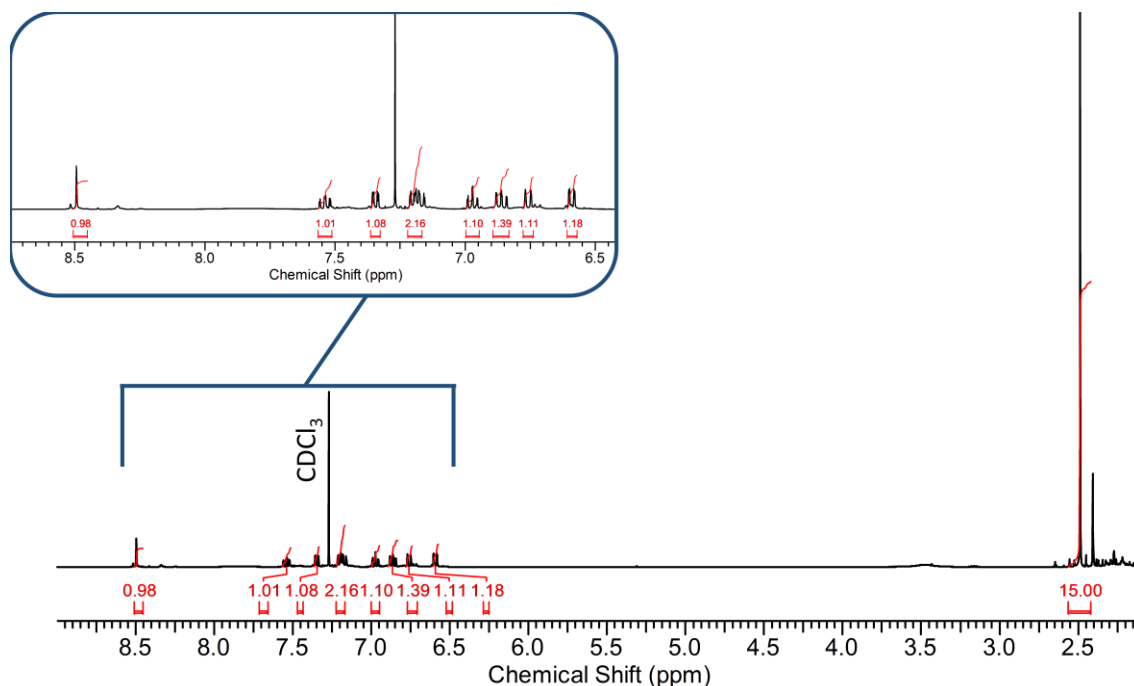 0.98 1.01 1.08 2.16 1.10 1.39 1.11 1.18
8.5 8.0 7.5 7.0 6.5
Chemical Shift (ppm)
CDCl₃
0.98 1.01 1.08 2.16 1.10 1.39 1.11 1.18 15.00
8.5 8.0 7.5 7.0 6.5 6.0 5.5 5.0 4.5 4.0 3.5 3.0 2.5
Chemical Shift (ppm)